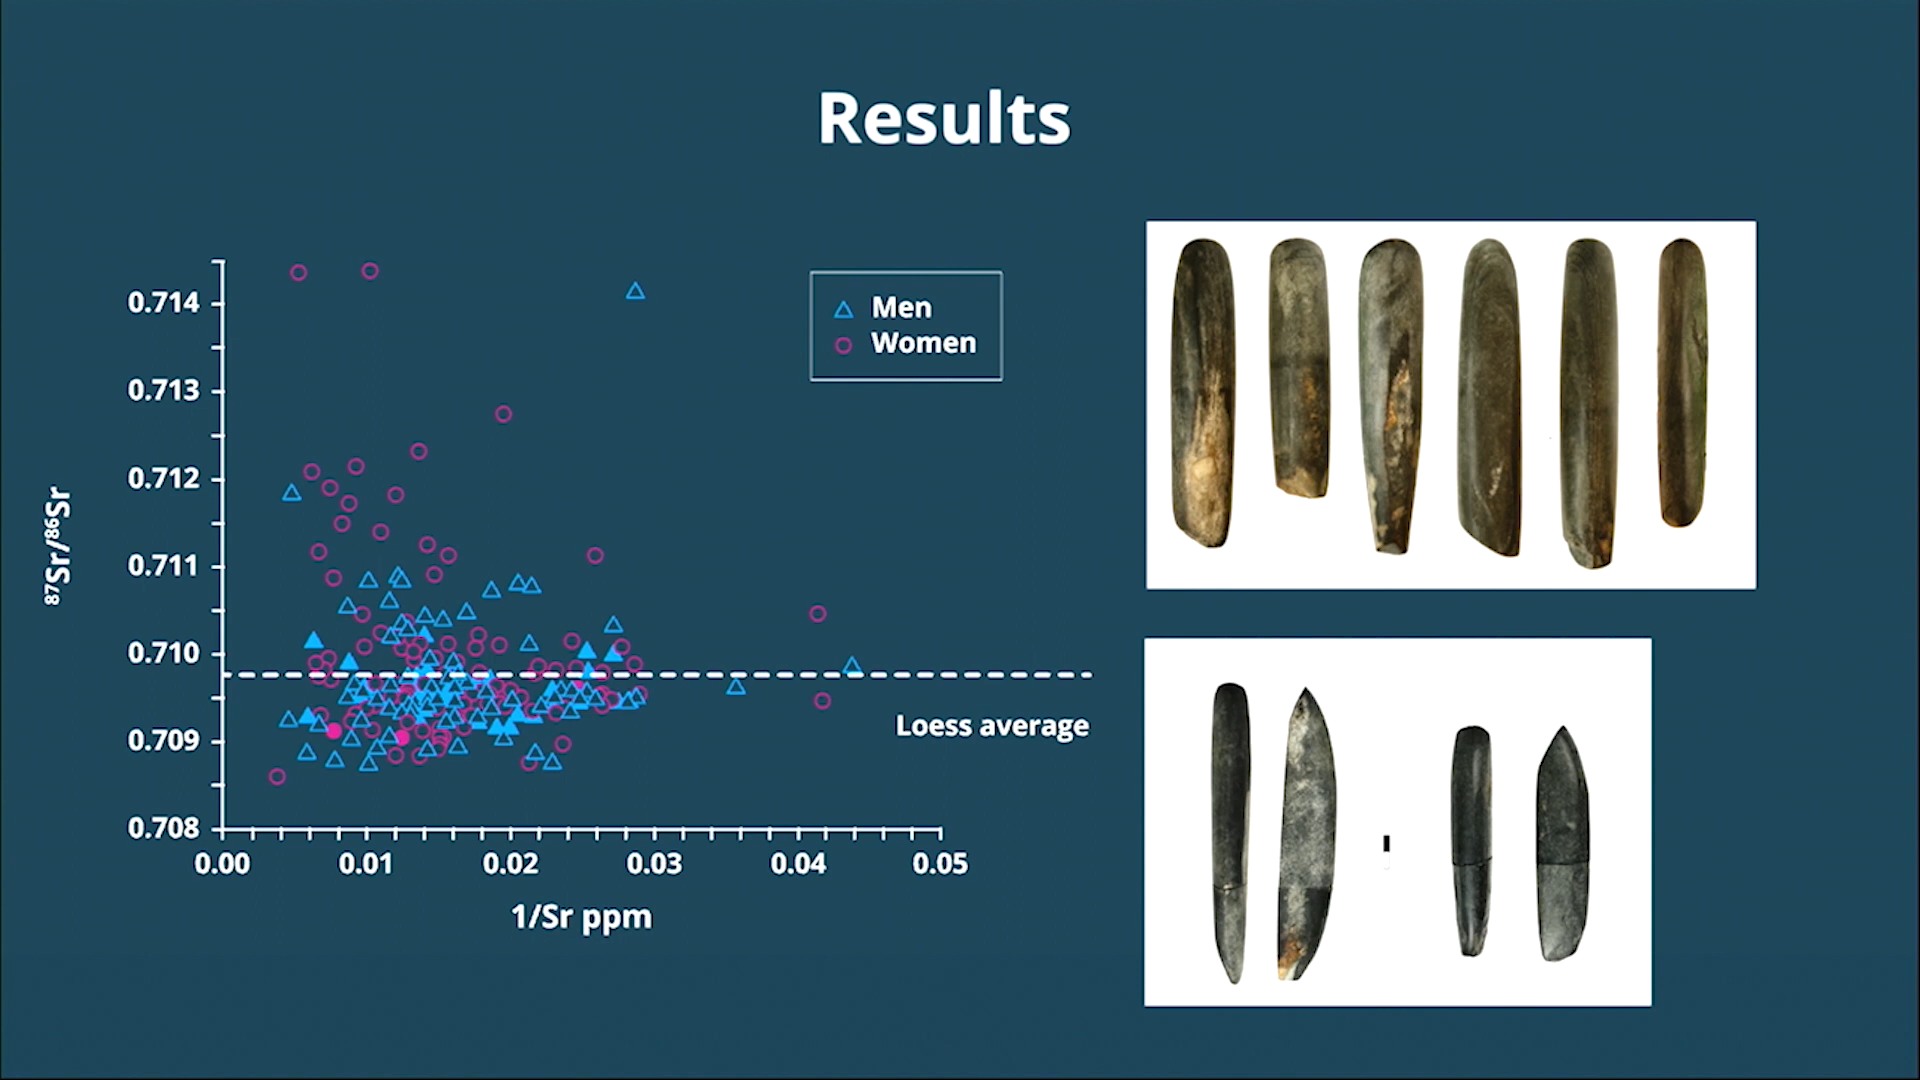 Results
Men
Women
0.714
0.713
0.712
0.711
0.710
0.709
0.708
⁸⁷Sr/⁸⁶Sr
Loess average
0.00 0.01 0.02 0.03 0.04 0.05
1/Sr ppm